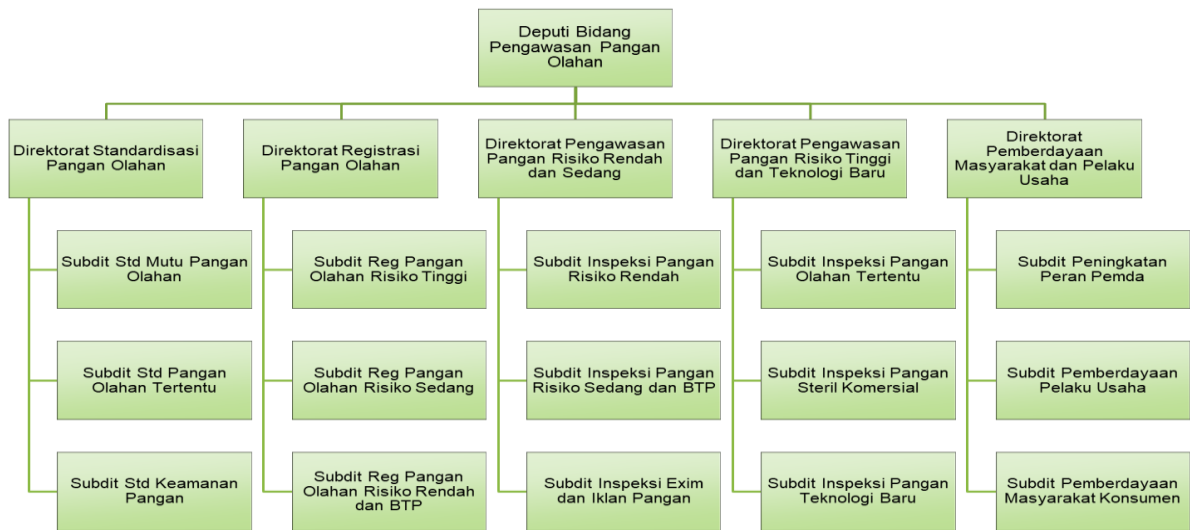 Deputi Bidang
Pengawasan Pangan
Olahan
Direktorat Standardisasi
Pangan Olahan
Direktorat Registrasi
Pangan Olahan
Direktorat Pengawasan
Pangan Risiko Rendah
dan Sedang
Direktorat Pengawasan
Pangan Risiko Tinggi
dan Teknologi Baru
Direktorat
Pemberdayaan
Masyarakat dan Pelaku
Usaha
Subdit Std Mutu Pangan
Olahan
Subdit Std Pangan
Olahan Tertentu
Subdit Std Keamanan
Pangan
Subdit Reg Pangan
Olahan Risiko Tinggi
Subdit Reg Pangan
Olahan Risiko Sedang
Subdit Reg Pangan
Olahan Risiko Rendah
dan BTP
Subdit Inspeksi Pangan
Risiko Rendah
Subdit Inspeksi Pangan
Risiko Sedang dan BTP
Subdit Inspeksi Exim
dan Iklan Pangan
Subdit Inspeksi Pangan
Olahan Tertentu
Subdit Inspeksi Pangan
Steril Komersial
Subdit Inspeksi Pangan
Teknologi Baru
Subdit Peningkatan
Peran Pemda
Subdit Pemberdayaan
Pelaku Usaha
Subdit Pemberdayaan
Masyarakat Konsumen